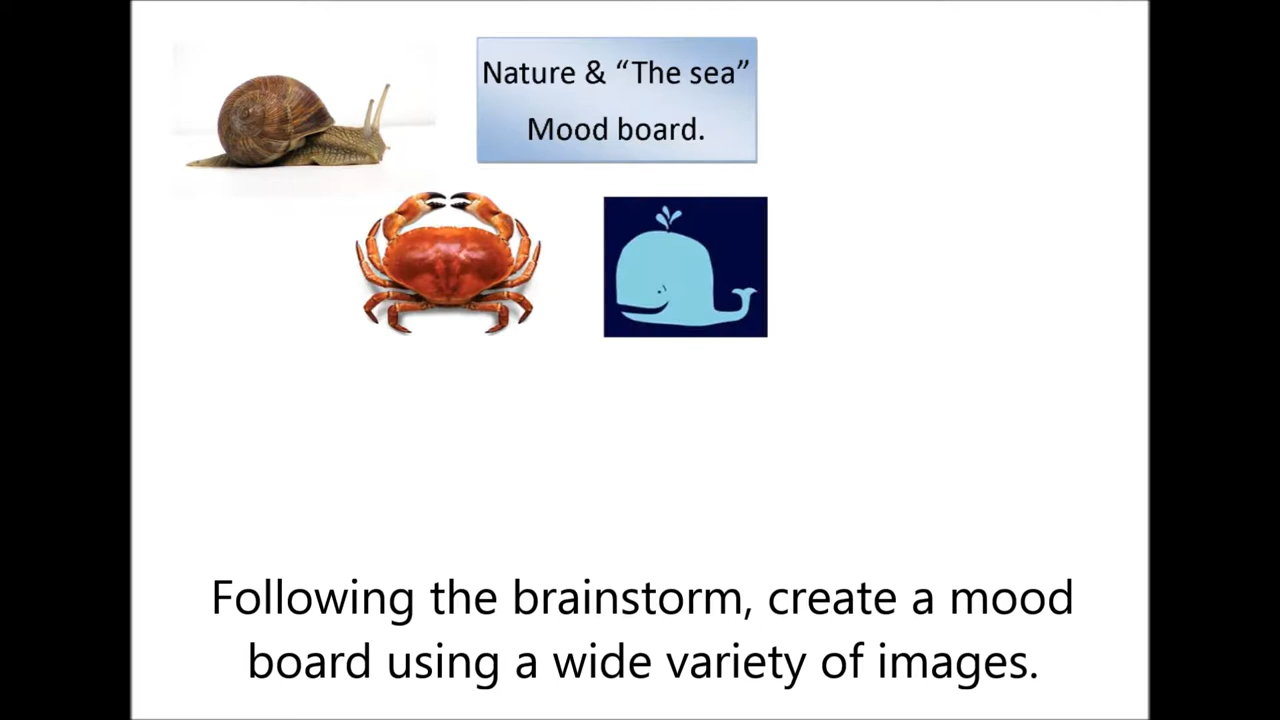 Nature & “The sea”
Mood board.
Following the brainstorm, create a mood
board using a wide variety of images.